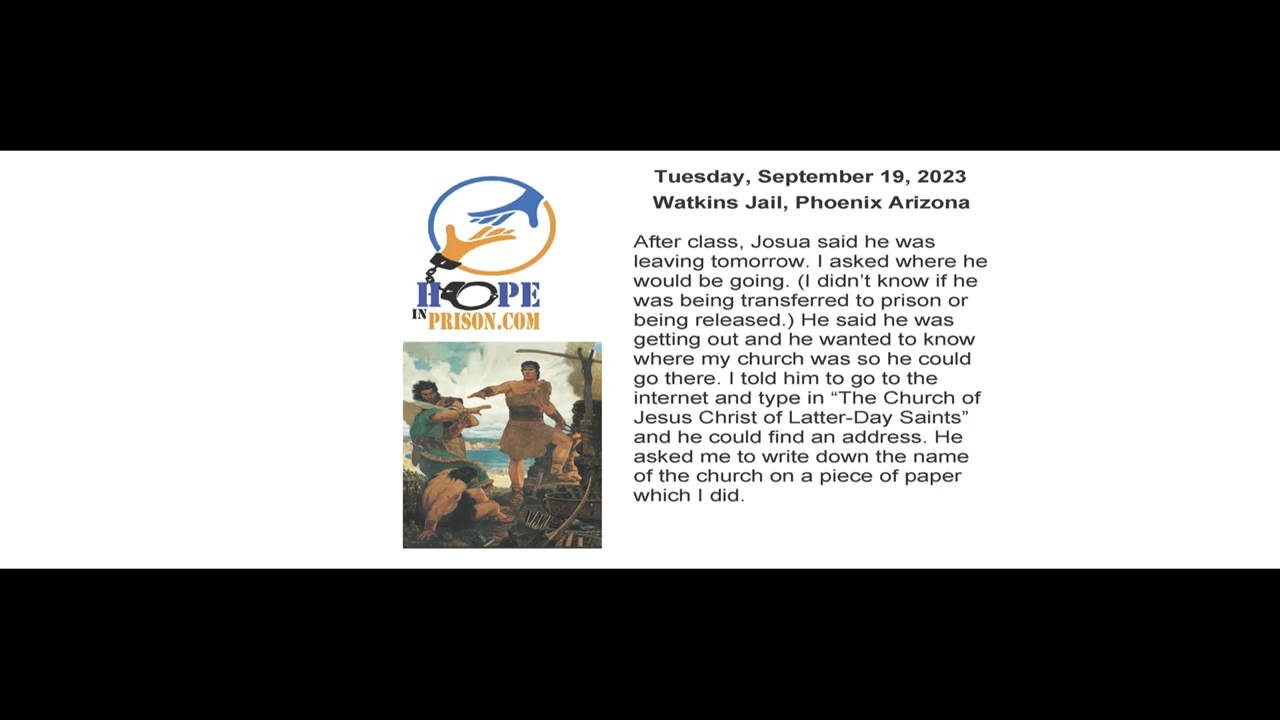 HOPE
IN PRISON.COM
Tuesday, September 19, 2023
Watkins Jail, Phoenix Arizona
After class, Josua said he was
leaving tomorrow. I asked where he
would be going. (I didn’t know if he
was being transferred to prison or
being released.) He said he was
getting out and he wanted to know
where my church was so he could
go there. I told him to go to the
internet and type in “The Church of
Jesus Christ of Latter-Day Saints”
and he could find an address. He
asked me to write down the name
of the church on a piece of paper
which I did.